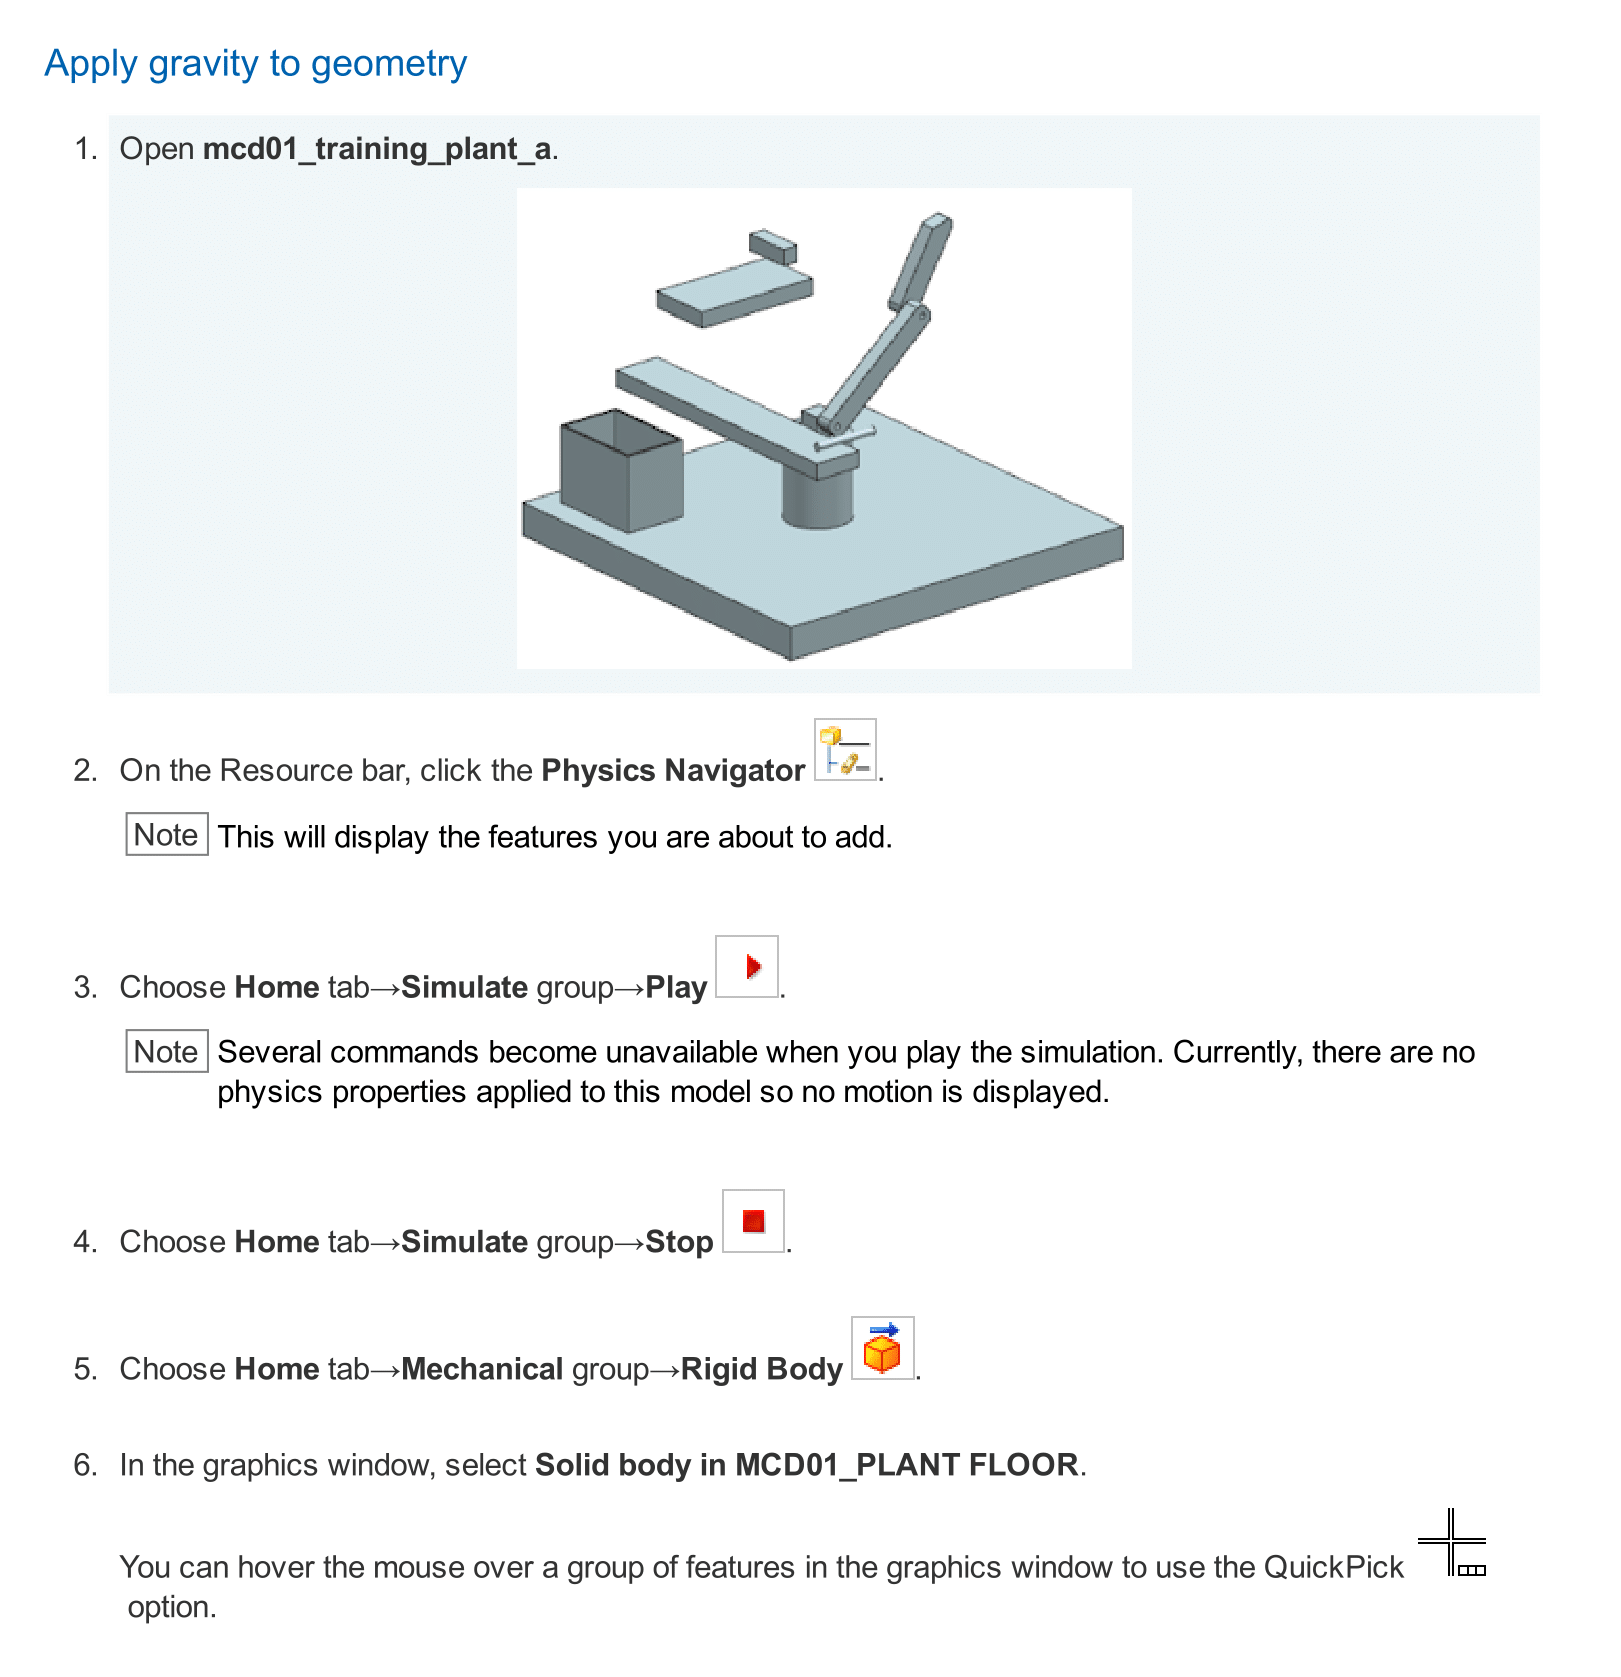 Apply gravity to geometry
1. Open mcd01_training_plant_a.
2. On the Resource bar, click the Physics Navigator .
Note This will display the features you are about to add.
3. Choose Home tab→Simulate group→Play .
Note Several commands become unavailable when you play the simulation. Currently, there are no
physics properties applied to this model so no motion is displayed.
4. Choose Home tab→Simulate group→Stop .
5. Choose Home tab→Mechanical group→Rigid Body .
6. In the graphics window, select Solid body in MCD01_PLANT FLOOR.
You can hover the mouse over a group of features in the graphics window to use the QuickPick
option.